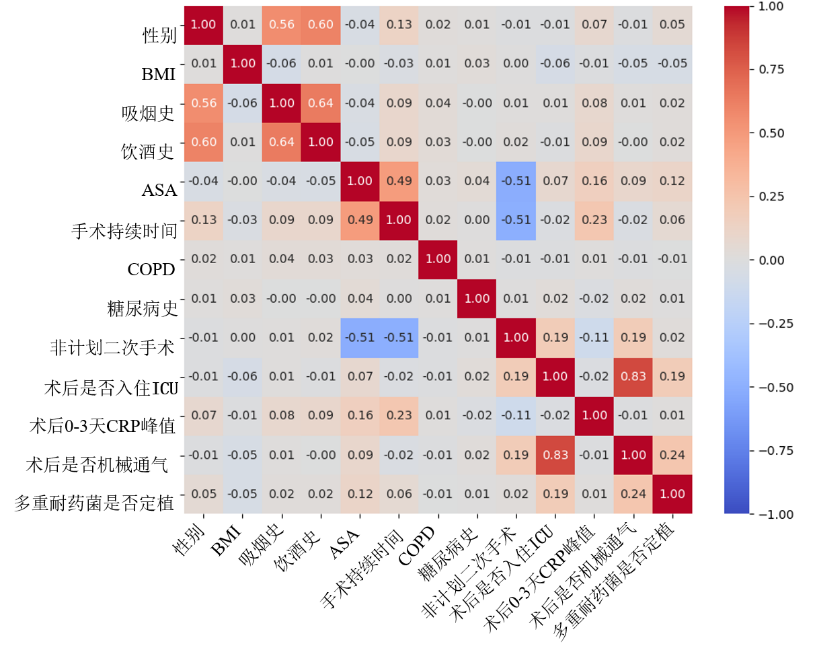 性别 1.00 0.01 0.56 0.60 -0.04 0.13 0.02 0.01 -0.01 -0.01 0.07 -0.01 0.05
BMI 0.01 1.00 -0.06 0.01 -0.00 -0.03 0.01 0.03 0.00 -0.06 -0.01 -0.05 -0.05
吸烟史 0.56 -0.06 1.00 0.64 -0.04 0.09 0.04 -0.00 0.01 0.01 0.08 0.01 0.02
饮酒史 0.60 0.01 0.64 1.00 -0.05 0.09 0.03 -0.00 0.02 -0.01 0.09 -0.00 0.02
ASA -0.04 -0.00 -0.04 -0.05 1.00 0.49 0.03 0.04 -0.51 0.07 0.16 0.09 0.12
手术持续时间 0.13 -0.03 0.09 0.09 0.49 1.00 0.02 0.00 -0.51 -0.02 0.23 -0.02 0.06
COPD 0.02 0.01 0.04 0.03 0.03 0.02 1.00 0.01 -0.01 -0.01 0.01 -0.01 -0.01
糖尿病史 0.01 0.03 -0.00 -0.00 0.04 0.00 0.01 1.00 0.01 0.02 -0.02 0.02 0.01
非计划二次手术 -0.01 0.00 0.01 0.02 -0.51 -0.51 -0.01 0.01 1.00 0.19 -0.11 0.19 0.02
术后是否入住ICU -0.01 -0.06 0.01 -0.01 0.07 -0.02 -0.01 0.02 0.19 1.00 -0.02 0.83 0.19
术后0-3天CRP峰值 0.07 -0.01 0.08 0.09 0.16 0.23 0.01 -0.02 -0.11 -0.02 1.00 -0.01 0.01
术后是否机械通气 -0.01 -0.05 0.01 -0.00 0.09 -0.02 -0.01 0.02 0.19 0.83 -0.01 1.00 0.24
多重耐药菌是否定植 0.05 -0.05 0.02 0.02 0.12 0.06 -0.01 0.01 0.02 0.19 0.01 0.24 1.00
性别
BMI
吸烟史
饮酒史
ASA
手术持续时间
COPD
糖尿病史
非计划二次手术
术后是否入住ICU
术后0-3天CRP峰值
术后是否机械通气
多重耐药菌是否定植
1.00
0.75
0.50
0.25
0.00
−0.25
−0.50
−0.75
−1.00